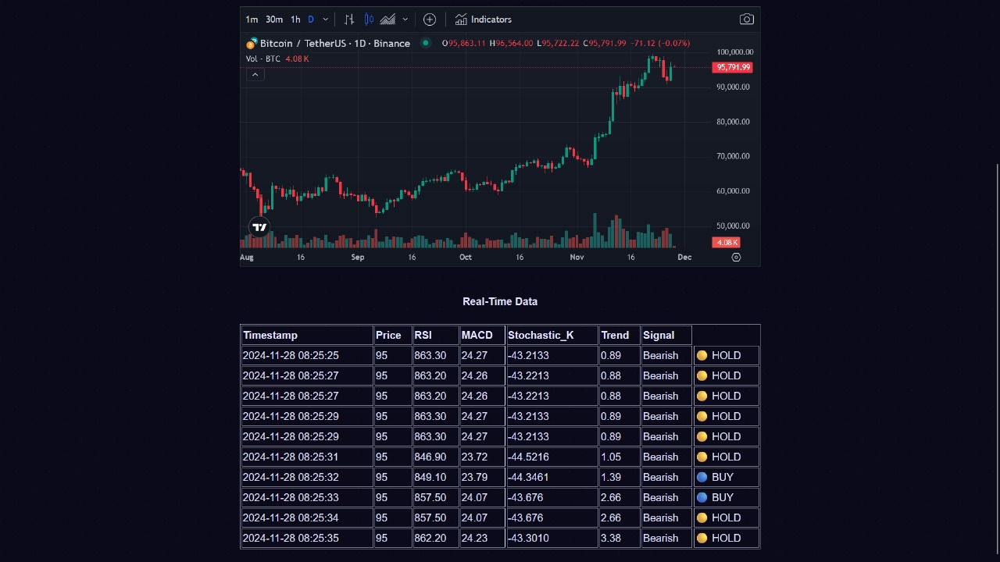 1m 30m 1h D Indicators
Bitcoin / TetherUS · 1D · Binance O95,863.11 H96,564.00 L95,722.22 C95,791.99 -71.12 (-0.07%)
Vol · BTC 4.08 K
100,000.00
95,791.99
90,000.00
80,000.00
70,000.00
60,000.00
50,000.00
4.08 K
Aug 16 Sep 16 Oct 16 Nov 16 Dec
Real-Time Data
Timestamp Price RSI MACD Stochastic_K Trend Signal
2024-11-28 08:25:25 95 863.30 24.27 -43.2133 0.89 Bearish HOLD
2024-11-28 08:25:27 95 863.20 24.26 -43.2213 0.88 Bearish HOLD
2024-11-28 08:25:27 95 863.20 24.26 -43.2213 0.88 Bearish HOLD
2024-11-28 08:25:29 95 863.30 24.27 -43.2133 0.89 Bearish HOLD
2024-11-28 08:25:29 95 863.30 24.27 -43.2133 0.89 Bearish HOLD
2024-11-28 08:25:31 95 846.90 23.72 -44.5216 1.05 Bearish HOLD
2024-11-28 08:25:32 95 849.10 23.79 -44.3461 1.39 Bearish BUY
2024-11-28 08:25:33 95 857.50 24.07 -43.676 2.66 Bearish BUY
2024-11-28 08:25:34 95 857.50 24.07 -43.676 2.66 Bearish HOLD
2024-11-28 08:25:35 95 862.20 24.23 -43.3010 3.38 Bearish HOLD